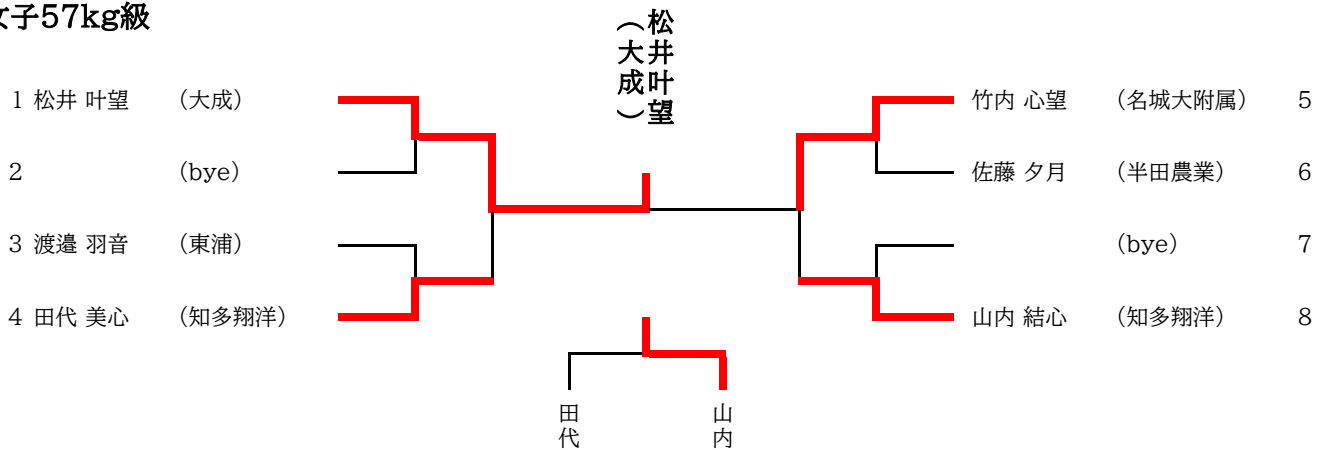 女子57kg級
松井叶望
（大成）
1 松井 叶望 （大成）
2 （bye）
3 渡邉 羽音 （東浦）
4 田代 美心 （知多翔洋）
竹内 心望 （名城大附属） 5
佐藤 夕月 （半田農業） 6
（bye） 7
山内 結心 （知多翔洋） 8
田代
山内